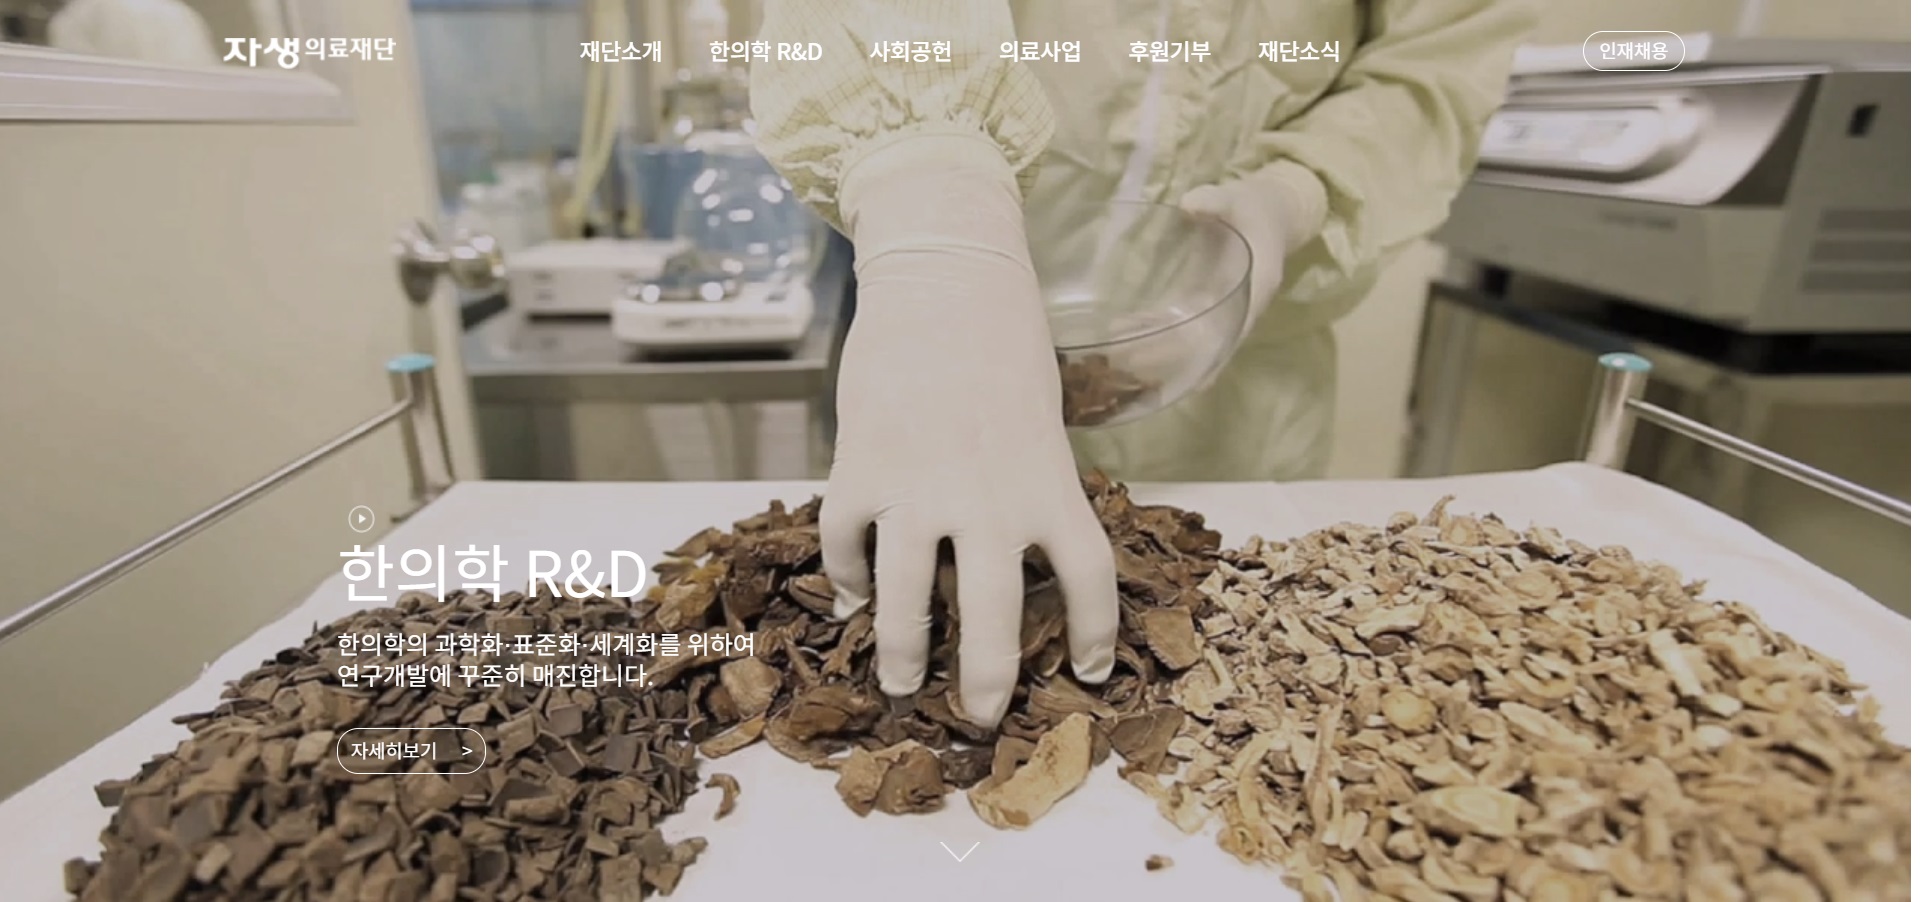 자생의료재단
재단소개
한의학 R&D
사회공헌
의료사업
후원기부
재단소식
인재채용
한의학 R&D
한의학의 과학화·표준화·세계화를 위하여
연구개발에 꾸준히 매진합니다.
자세히보기 >